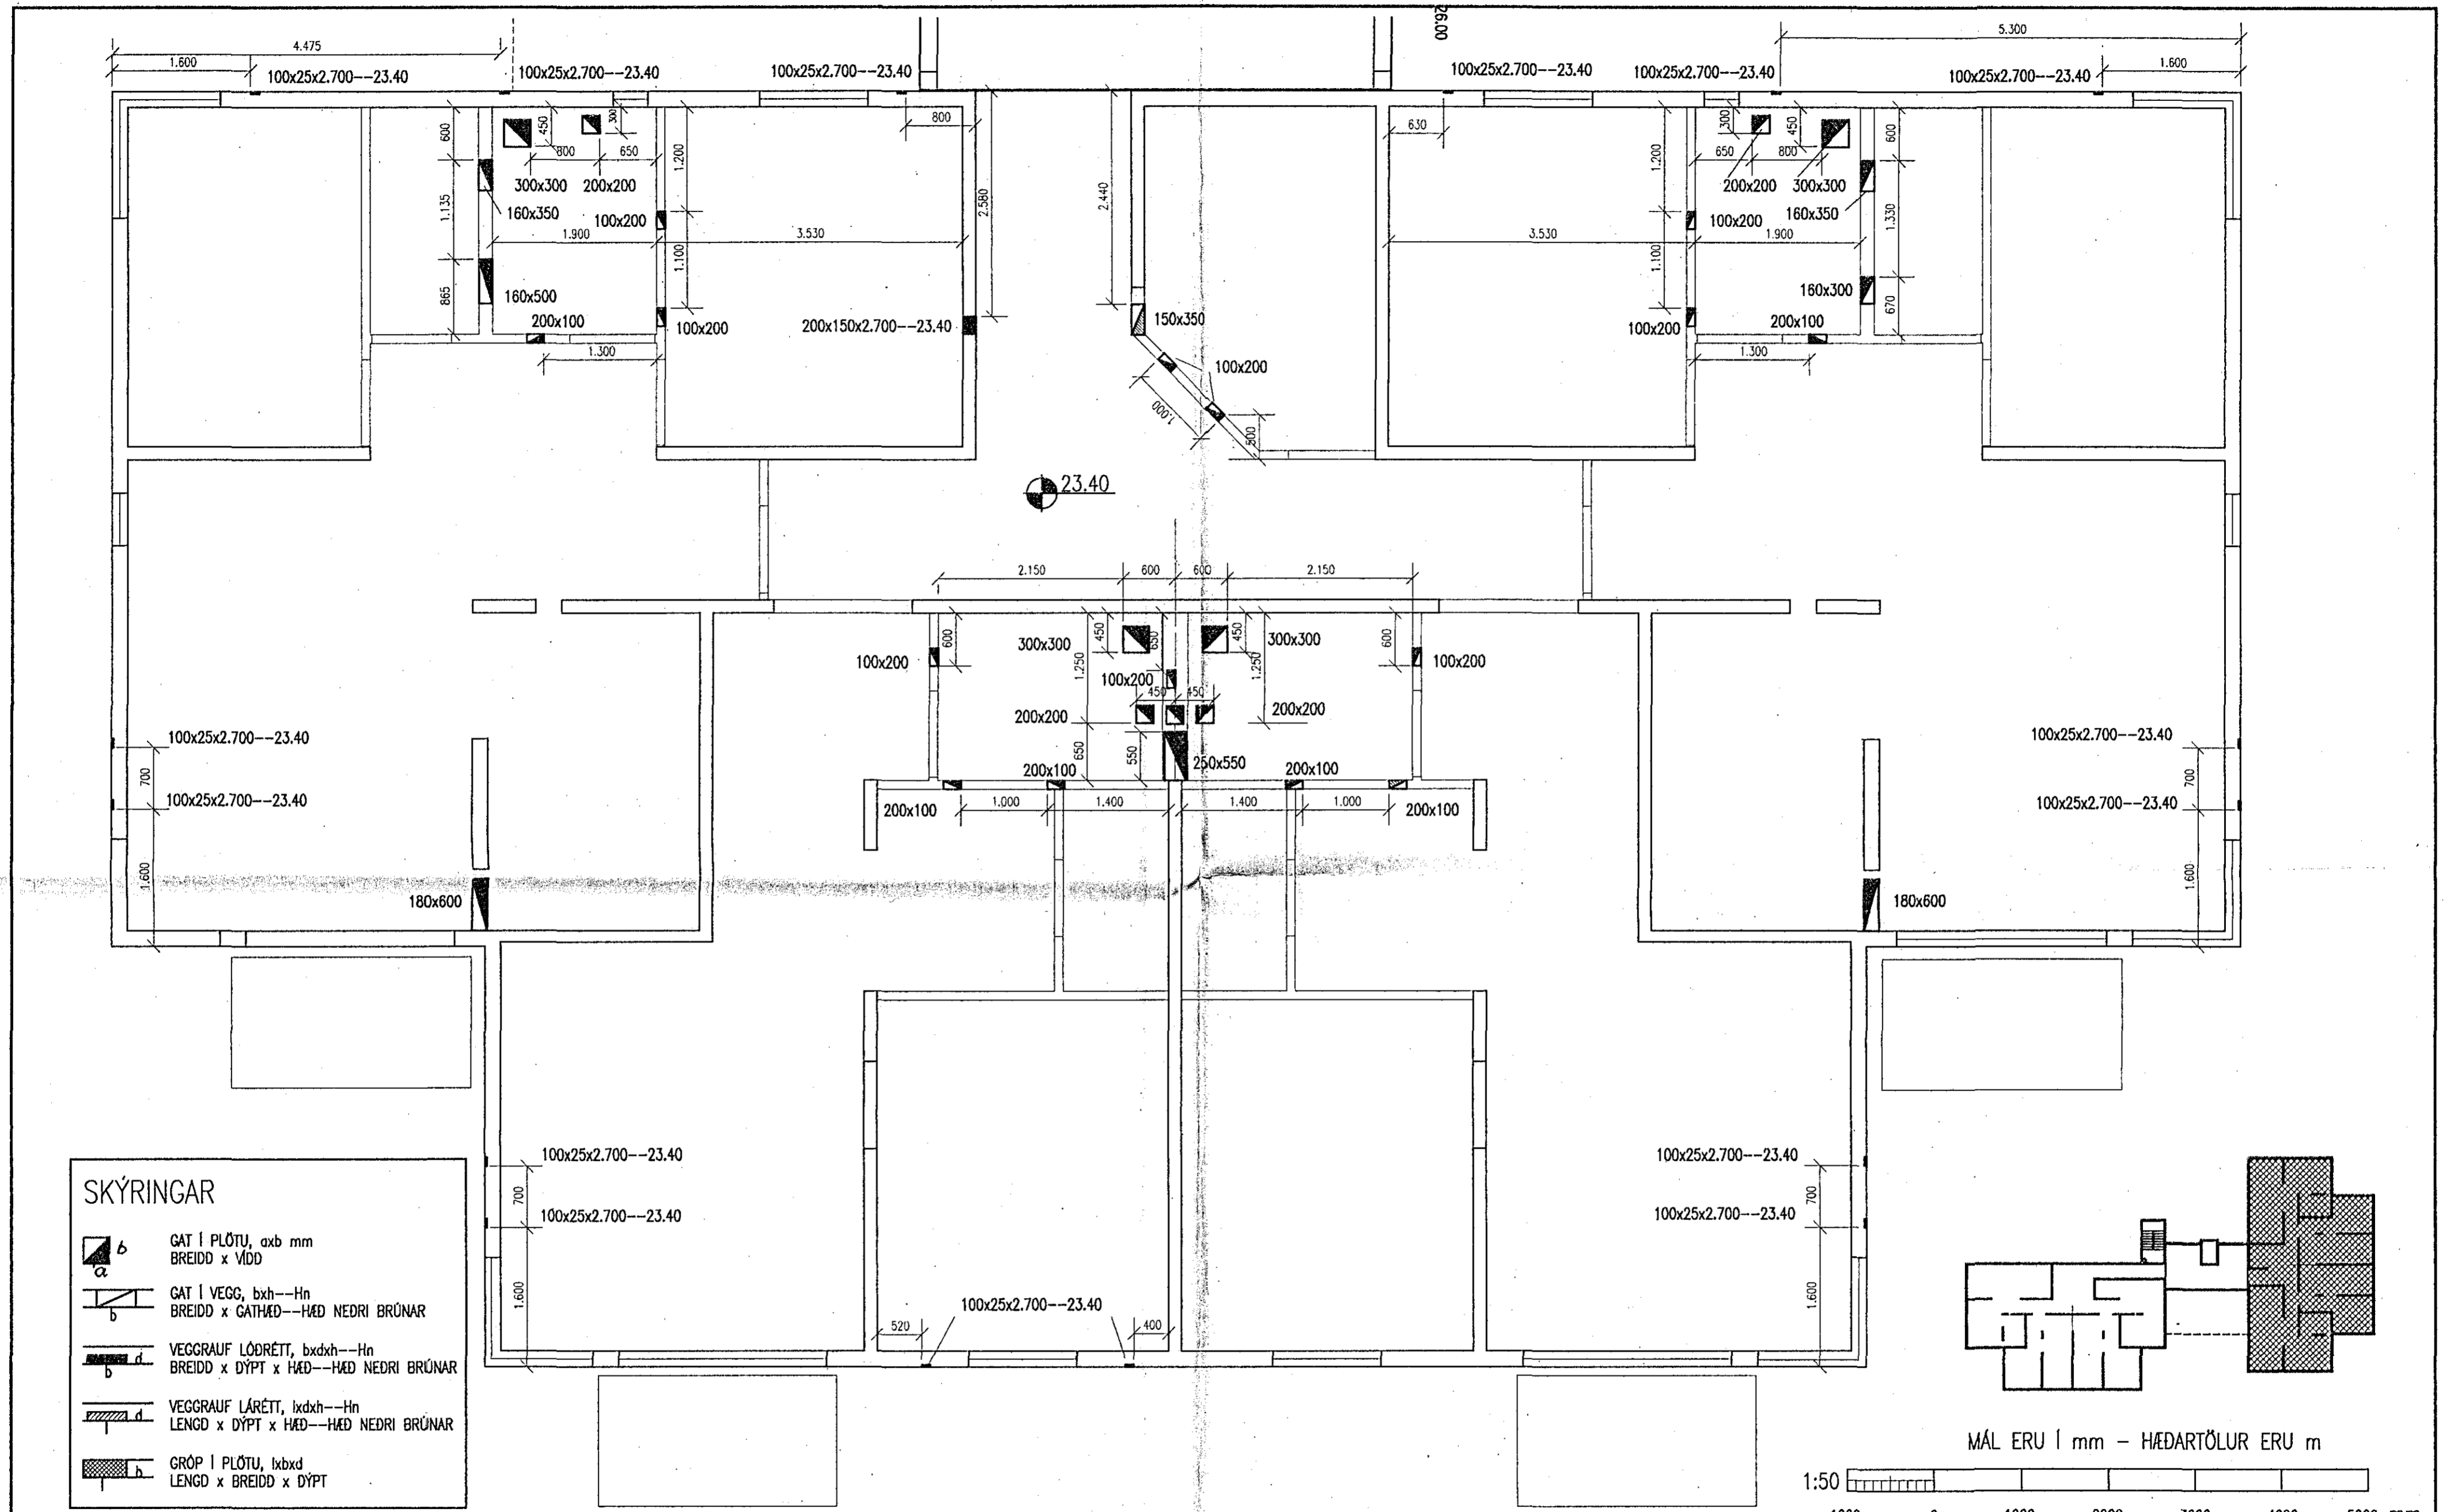 26.00
4.475
5.300
1.600
1.600
100x25x2.700--23.40
100x25x2.700--23.40
100x25x2.700--23.40
100x25x2.700--23.40
100x25x2.700--23.40
100x25x2.700--23.40
600
450
300
800
630
300
450
600
800
650
1.200
1.200
650
800
300x300
200x200
200x200
300x300
1.135
160x350
100x200
2.580
2.440
100x200
160x350
1.900
3.530
3.530
1.900
1.330
1.100
1.100
865
160x500
160x300
670
200x100
100x200
200x150x2.700--23.40
150x350
100x200
200x100
1.300
1.300
100x200
1.000
500
23.40
2.150
600
600
2.150
600
450
650
450
600
300x300
300x300
1.250
1.250
100x200
100x200
100x200
450
450
200x200
200x200
650
550
250x550
200x100
200x100
1.000
1.400
1.400
1.000
200x100
200x100
100x25x2.700--23.40
100x25x2.700--23.40
700
700
100x25x2.700--23.40
100x25x2.700--23.40
1.600
1.600
180x600
180x600
100x25x2.700--23.40
100x25x2.700--23.40
700
700
100x25x2.700--23.40
100x25x2.700--23.40
1.600
1.600
100x25x2.700--23.40
520
400
SKÝRINGAR
b
a
GAT Í PLÖTU, axb mm
BREIDD x VÍDD
b
GAT Í VEGG, bxh--Hn
BREIDD x GATHÆÐ--HÆÐ NEÐRI BRÚNAR
d
b
VEGGRAUF LÓÐRÉTT, bxdxh--Hn
BREIDD x DÝPT x HÆÐ--HÆÐ NEÐRI BRÚNAR
d
l
VEGGRAUF LÁRÉTT, lxdxh--Hn
LENGD x DÝPT x HÆÐ--HÆÐ NEÐRI BRÚNAR
b
l
GRÓP Í PLÖTU, lxbxd
LENGD x BREIDD x DÝPT
MÁL ERU Í mm – HÆÐARTÖLUR ERU m
1:50